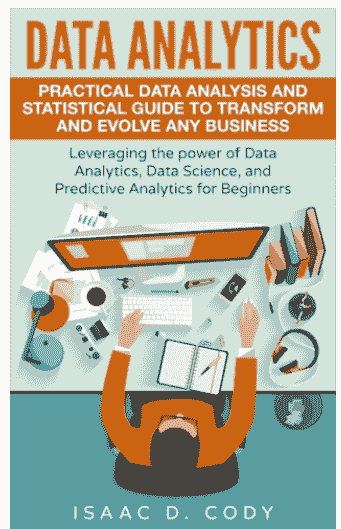 DATA ANALYTICS
PRACTICAL DATA ANALYSIS AND
STATISTICAL GUIDE TO TRANSFORM
AND EVOLVE ANY BUSINESS
Leveraging the power of Data
Analytics, Data Science, and
Predictive Analytics for Beginners
ISAAC D. CODY